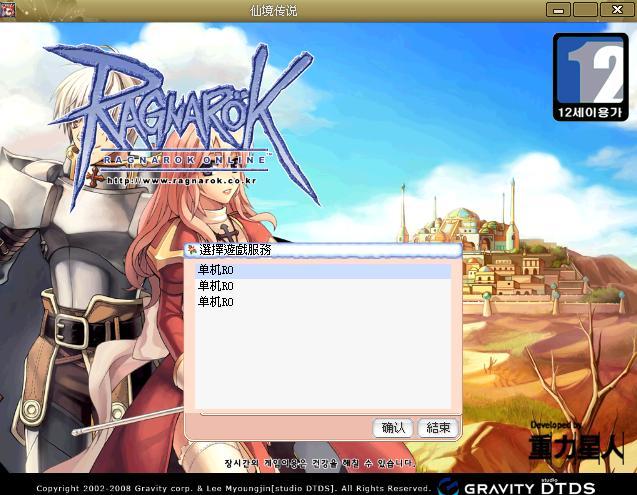 仙境传说
RAGNARÖK
RAGNAROK ONLINE™
http://www.ragnarok.co.kr
12
12세이용가
選擇遊戲服務
单机RO
单机RO
单机RO
确认
結束
Developed by
重力星人
장시간의 게임이용은 건강을 해칠 수 있습니다.
Copyright 2002-2008 Gravity corp. & Lee Myoungjin[studio DTDS]. All Rights Reserved.
GRAVITY studio DTDS